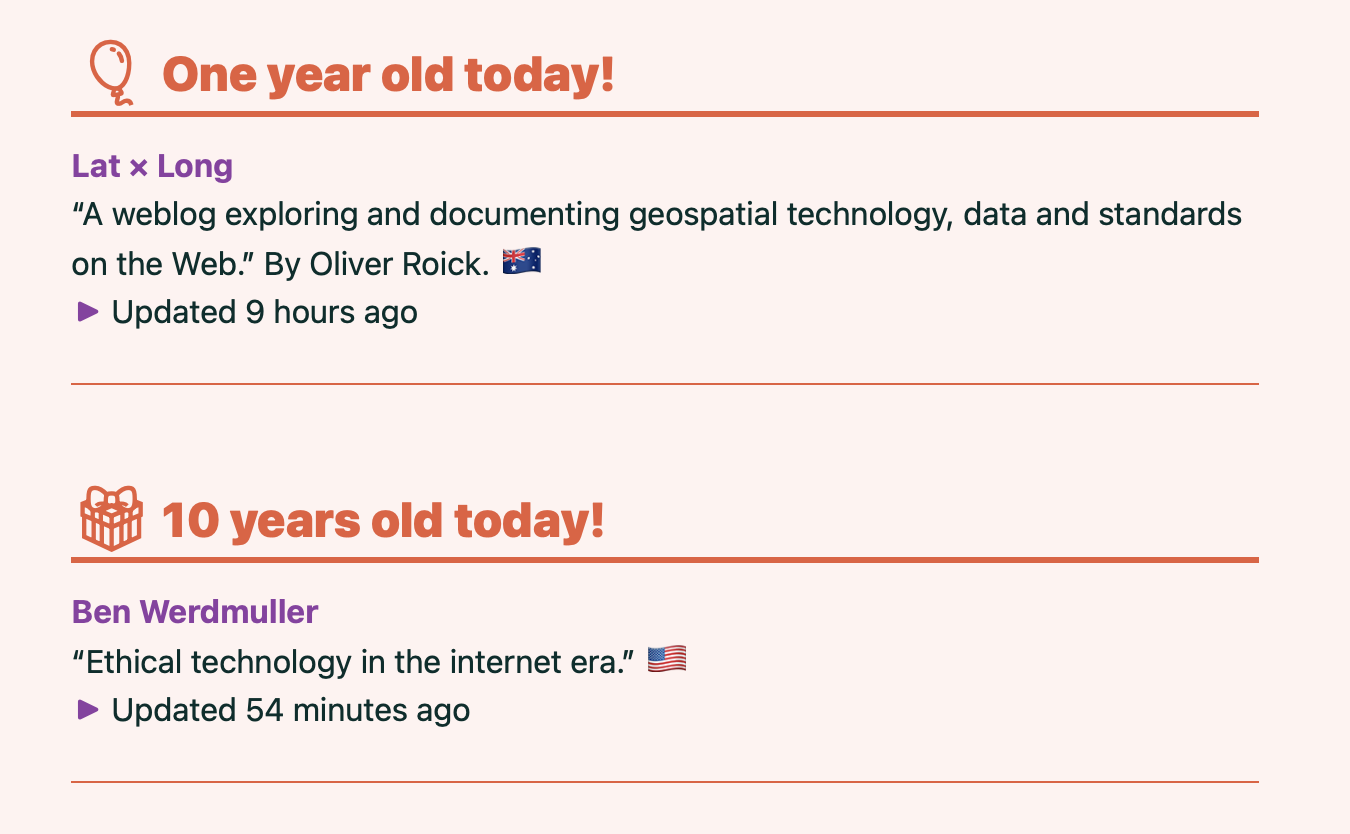 One year old today!
Lat × Long
“A weblog exploring and documenting geospatial technology, data and standards
on the Web.” By Oliver Roick. 🇦🇺
▶ Updated 9 hours ago
10 years old today!
Ben Werdmuller
“Ethical technology in the internet era.” 🇺🇸
▶ Updated 54 minutes ago